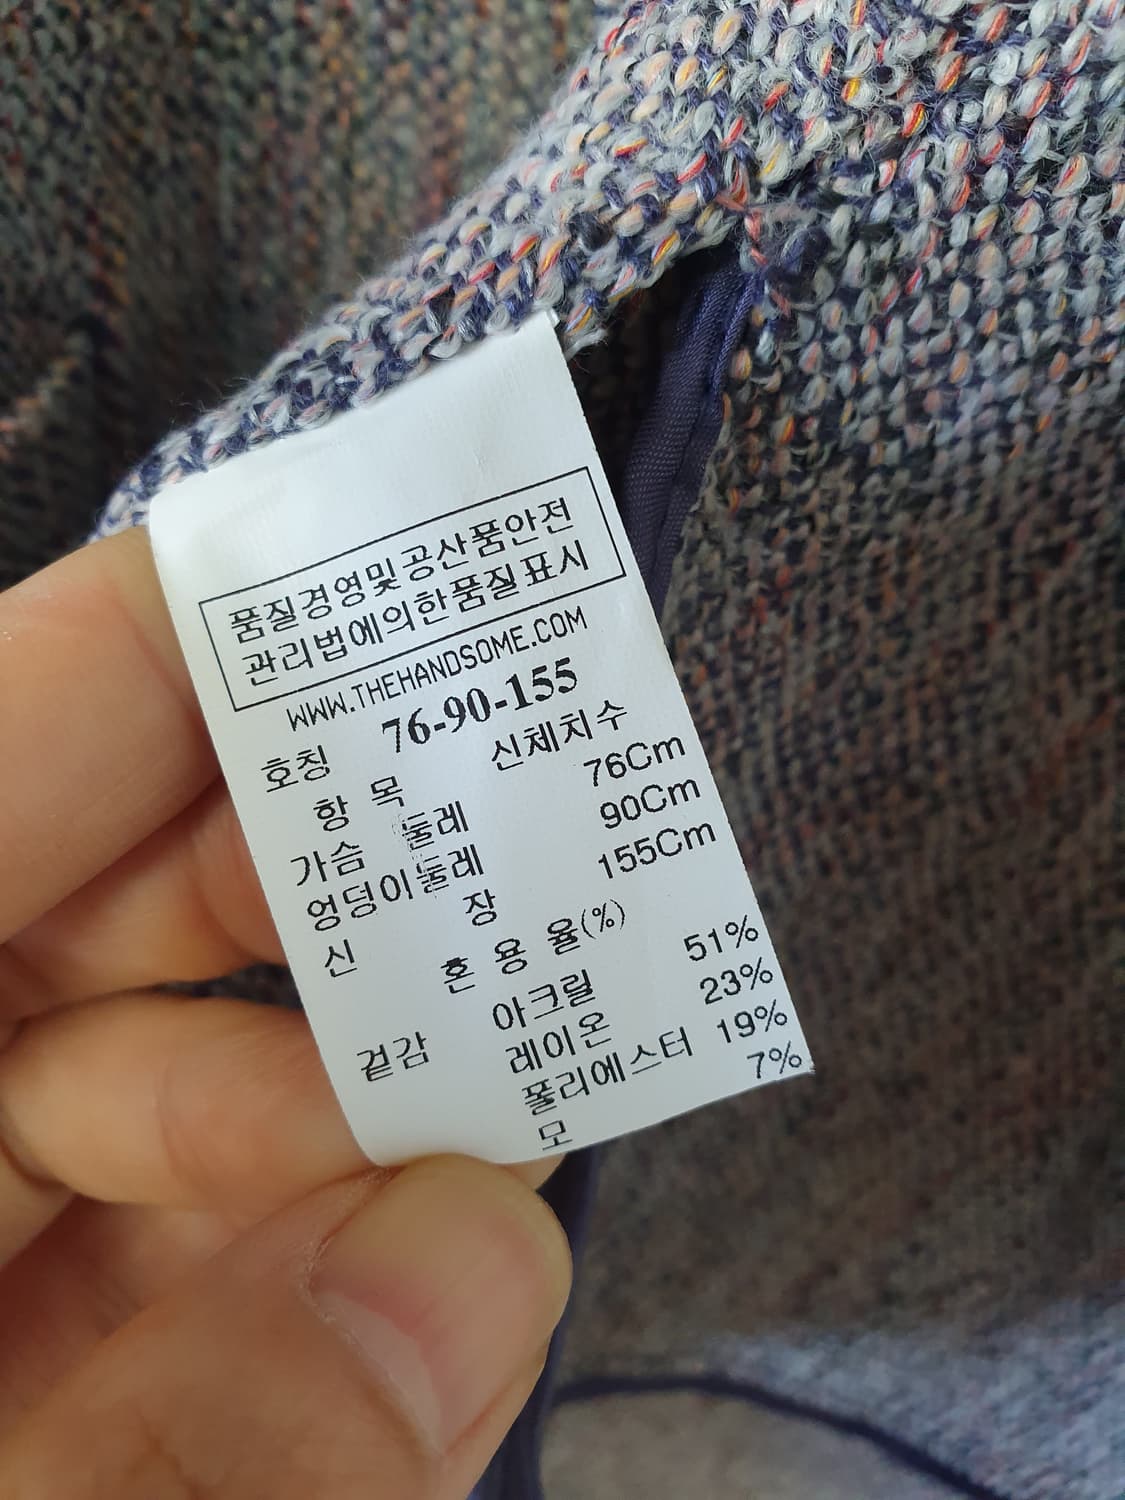 품질경영및공산품안전
관리법에의한품질표시
WWW.THEHANDSOME.COM
호칭 76-90-155
항 목 신체치수
가슴 둘레 76Cm
엉덩이둘레 90Cm
신 장 155Cm
혼 용 율(%)
겉감 아크릴 51%
레이온 23%
폴리에스터 19%
모 7%